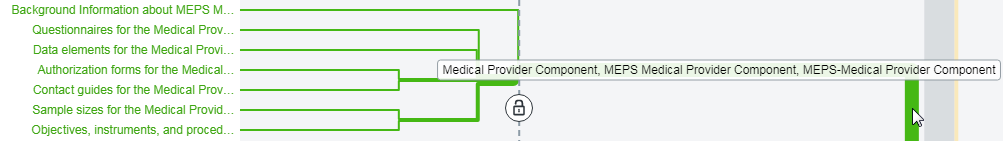 Background Information about MEPS M...
Questionnaires for the Medical Prov...
Data elements for the Medical Provi...
Authorization forms for the Medical...
Medical Provider Component, MEPS Medical Provider Component, MEPS-Medical Provider Component
Contact guides for the Medical Prov...
Sample sizes for the Medical Provid...
Objectives, instruments, and proced...